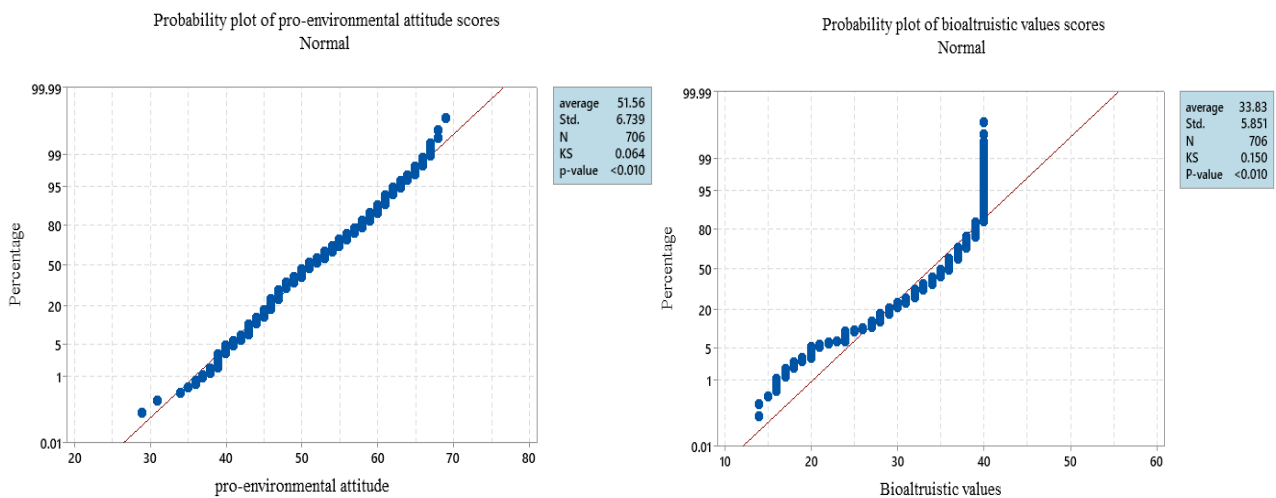 Probability plot of pro-environmental attitude scores
Normal
99.99
99
95
80
50
20
5
1
0.01
Percentage
20 30 40 50 60 70 80
pro-environmental attitude
average 51.56
Std. 6.739
N 706
KS 0.064
p-value <0.010
Probability plot of bioaltruistic values scores
Normal
99.99
99
95
80
50
20
5
1
0.01
Percentage
10 20 30 40 50 60
Bioaltruistic values
average 33.83
Std. 5.851
N 706
KS 0.150
P-value <0.010